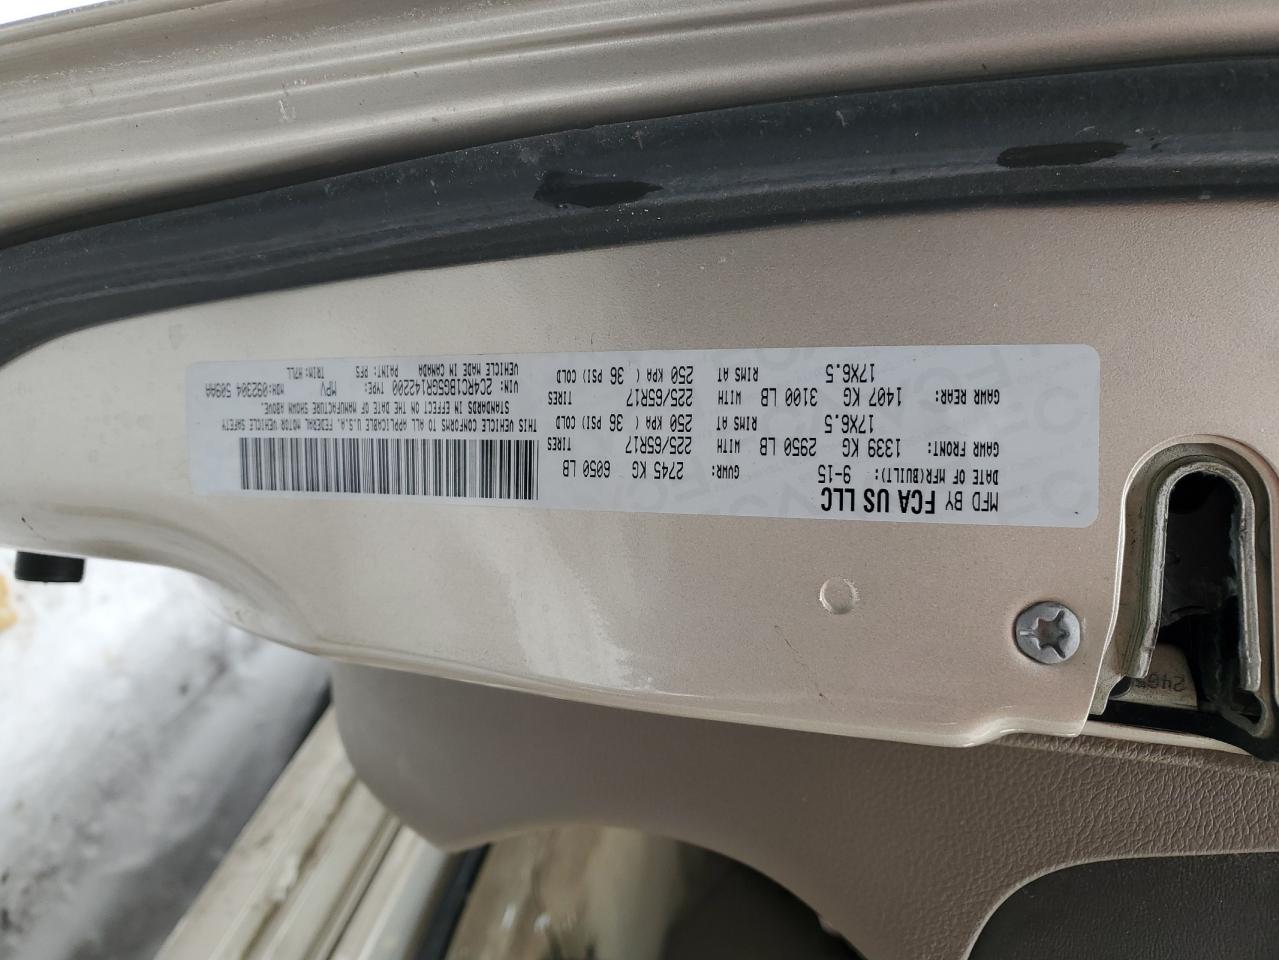 MFD BY FCA US LLC
DATE OF MFR(BUILT): 9-15
GVWR: 2745 KG 6050 LB
GAWR FRONT: 1339 KG 2950 LB WITH 225/65R17 TIRES
17X6.5 RIMS AT 250 KPA ( 36 PSI) COLD
GAWR REAR: 1407 KG 3100 LB WITH 225/65R17 TIRES
17X6.5 RIMS AT 250 KPA ( 36 PSI) COLD
THIS VEHICLE CONFORMS TO ALL APPLICABLE U.S.A. FEDERAL MOTOR VEHICLE SAFETY
STANDARDS IN EFFECT ON THE DATE OF MANUFACTURE SHOWN ABOVE.
VIN: 2C4RC1BG5GR142200 TYPE: MPV MDH: 092304 509AA
VEHICLE MADE IN CANADA PAINT: PFS TRIM: H7LL